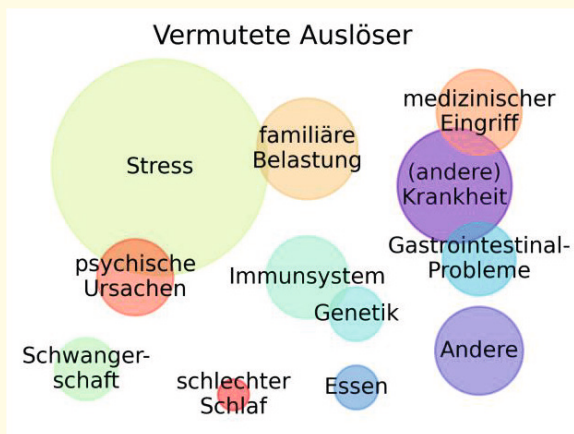 Vermutete Auslöser
medizinischer
Eingriff
familiäre
Belastung
Stress
(andere)
Krankheit
psychische
Ursachen
Immunsystem
Gastrointestinal-
Probleme
Genetik
Schwanger-
schaft
schlechter
Schlaf
Essen
Andere